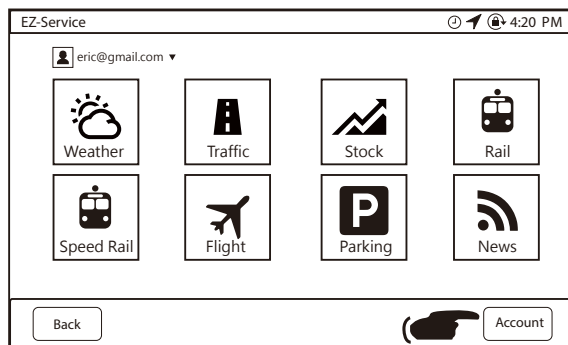 EZ-Service 4:20 PM
eric@gmail.com
Weather Traffic Stock Rail
Speed Rail Flight P Parking News
Back Account